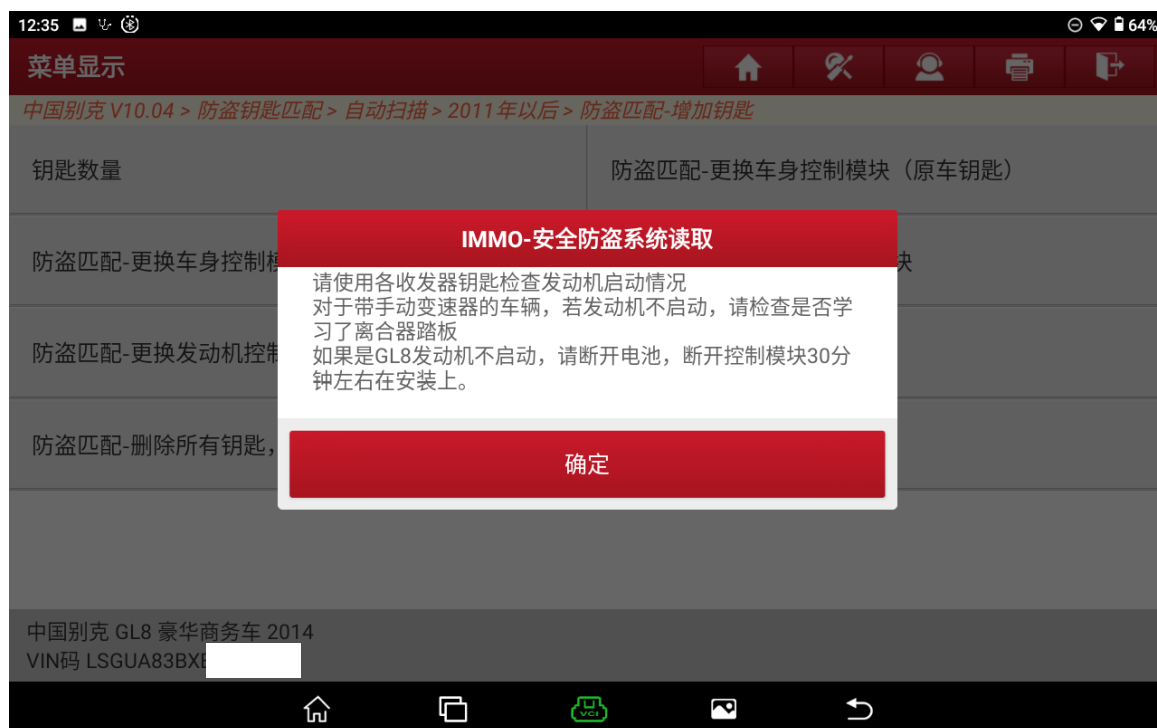 12:35
64%
菜单显示
中国别克 V10.04 > 防盗钥匙匹配 > 自动扫描 > 2011年以后 > 防盗匹配-增加钥匙
钥匙数量
防盗匹配-更换车身控制模块（原车钥匙）
防盗匹配-更换车身控制模
IMMO-安全防盗系统读取
请使用各收发器钥匙检查发动机启动情况
对于带手动变速器的车辆，若发动机不启动，请检查是否学
习了离合器踏板
如果是GL8发动机不启动，请断开电池，断开控制模块30分
钟左右在安装上。
防盗匹配-更换发动机控制
防盗匹配-删除所有钥匙，
确定
中国别克 GL8 豪华商务车 2014
VIN码 LSGUA83BX
VCI